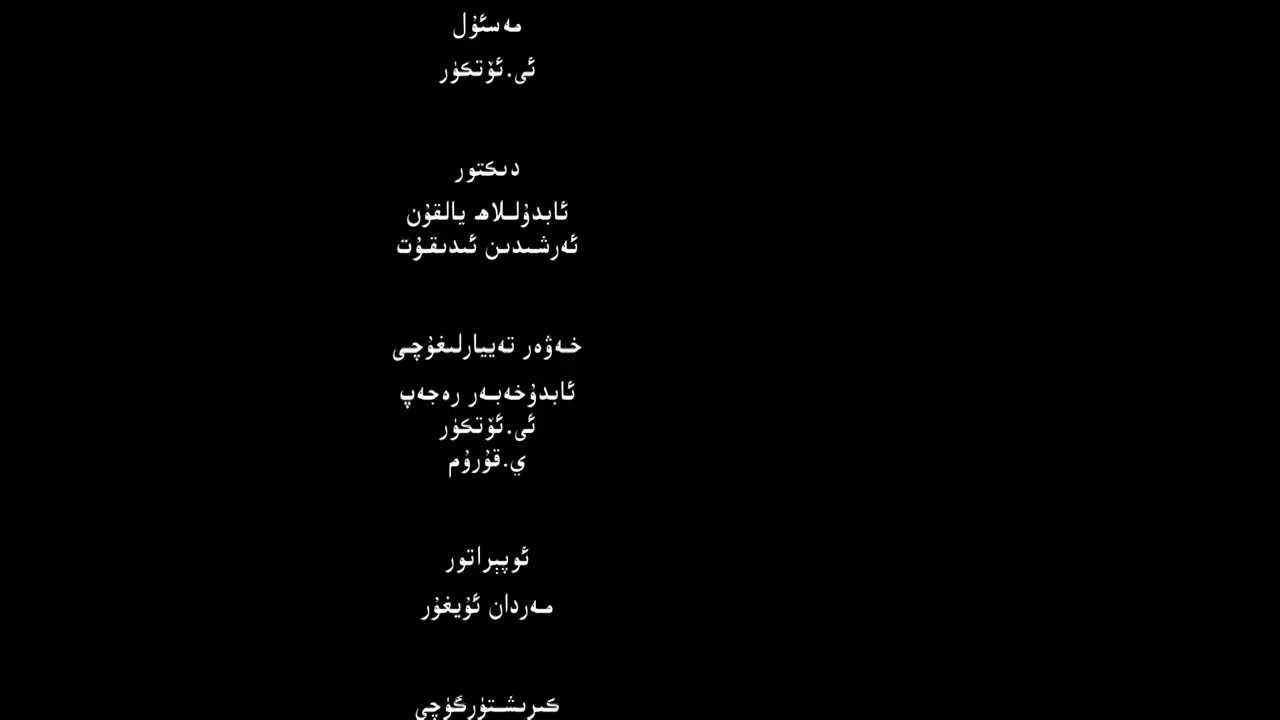 مەسئۇل
ئى.ئۆتكۈر
دىكتور
ئابدۇللاھ يالقۇن
ئەرشىدىن ئىدىقۇت
خەۋەر تەييارلىغۇچى
ئابدۇخەبەر رەجەپ
ئى.ئۆتكۈر
ي.قۇرۇم
ئوپېراتور
مەردان ئۇيغۇر
كىرىشتۈرگۈچى